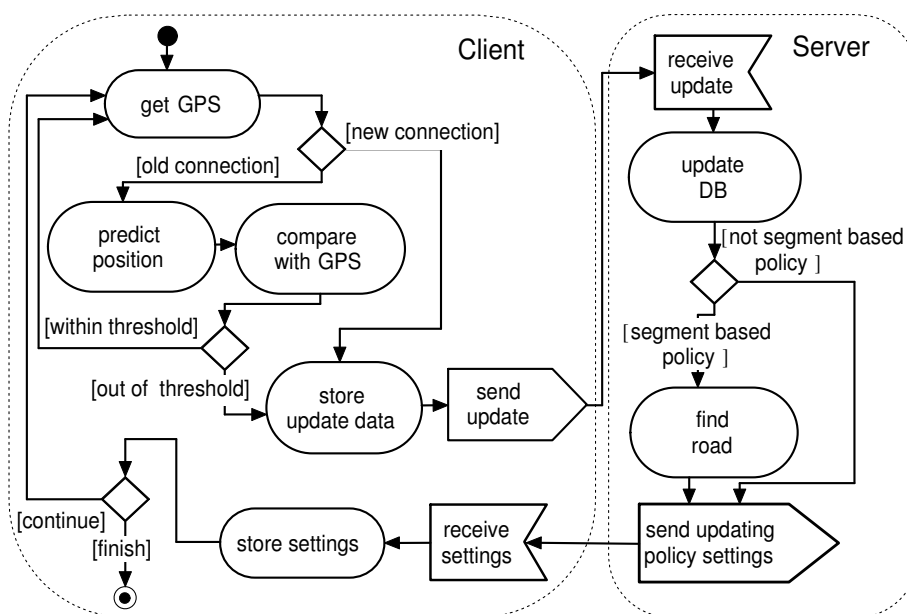 Client
Server
get GPS
[new connection]
[old connection]
predict
position
compare
with GPS
[within threshold]
[out of threshold]
store
update data
send
update
receive
update
update
DB
[not segment based
policy ]
[segment based
policy ]
find
road
send updating
policy settings
receive
settings
store settings
[continue]
[finish]